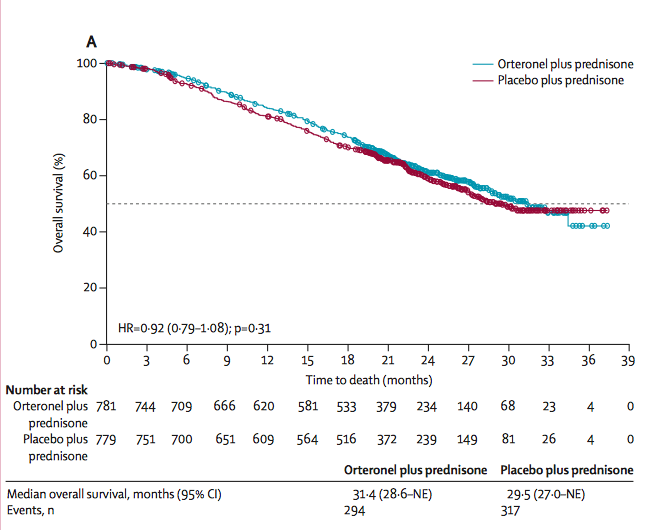 A
Orteronel plus prednisone
Placebo plus prednisone
100
80
60
40
20
0
Overall survival (%)
HR=0·92 (0·79–1·08); p=0·31
0 3 6 9 12 15 18 21 24 27 30 33 36 39
Time to death (months)
Number at risk
Orteronel plus 781 744 709 666 620 581 533 379 234 140 68 23 4 0
prednisone
Placebo plus 779 751 700 651 609 564 516 372 239 149 81 26 4 0
prednisone
Orteronel plus prednisone Placebo plus prednisone
Median overall survival, months (95% CI) 31·4 (28·6–NE) 29·5 (27·0–NE)
Events, n 294 317